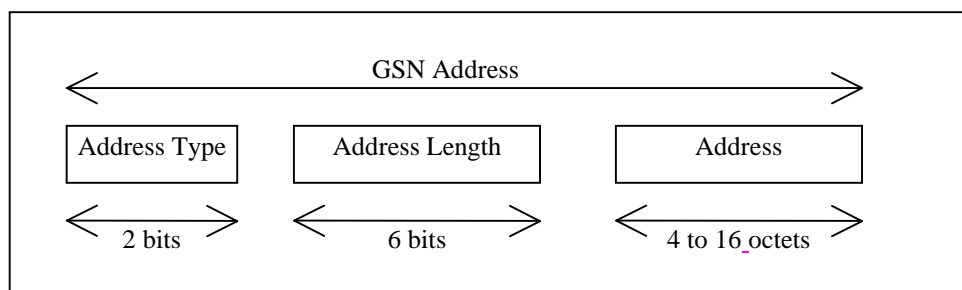 GSN Address
Address Type Address Length Address
2 bits 6 bits 4 to 16 octets